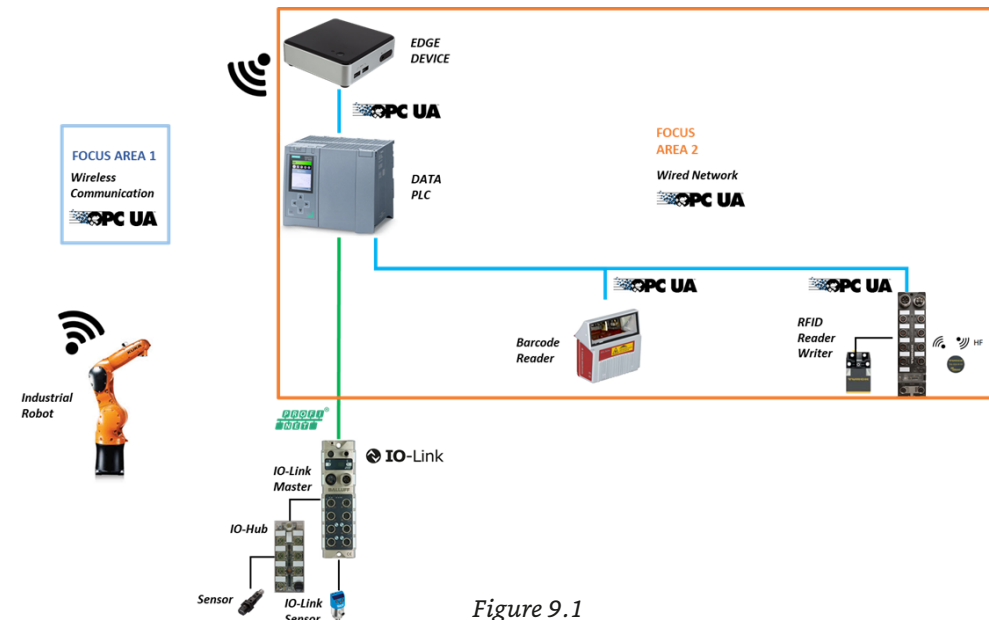 EDGE
DEVICE
OPC UA
FOCUS AREA 1
Wireless
Communication
OPC UA
DATA
PLC
FOCUS
AREA 2
Wired Network
OPC UA
OPC UA
OPC UA
Barcode
Reader
RFID
Reader
Writer
HF
Industrial
Robot
PROFI
NET
IO-Link
IO-Link
Master
BALLUFF
IO-Hub
Sensor
IO-Link
Sensor
Figure 9.1